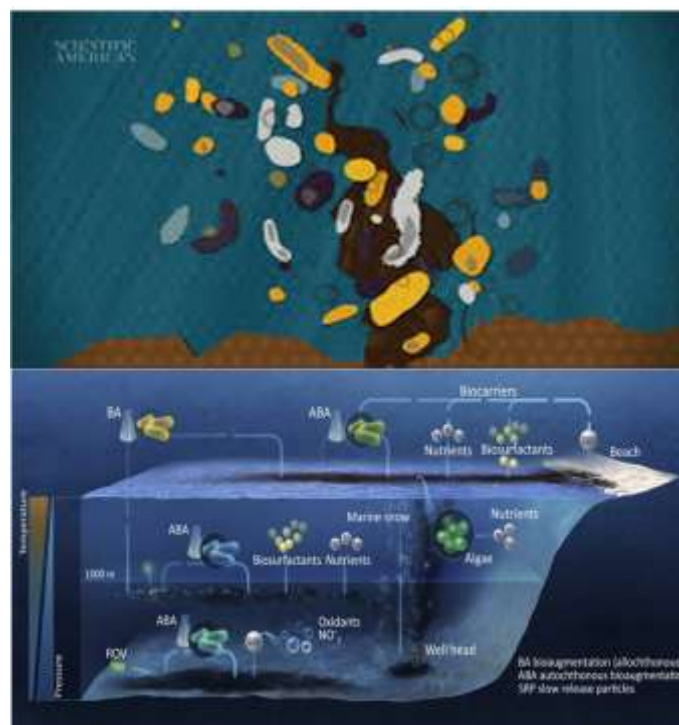 SCIENTIFIC
AMERICAN
Biocarriers
BA
ABA
Nutrients
Biosurfactants
Beach
Temperature
Marine snow
Nutrients
ABA
Biosurfactants
Nutrients
Algae
1000 m
ABA
Oxidants
NO⁻₃
ROV
Well head
Pressure
BA bioaugmentation (allochthonous
ABA autochthonous bioaugmentatio
SRP slow release particles